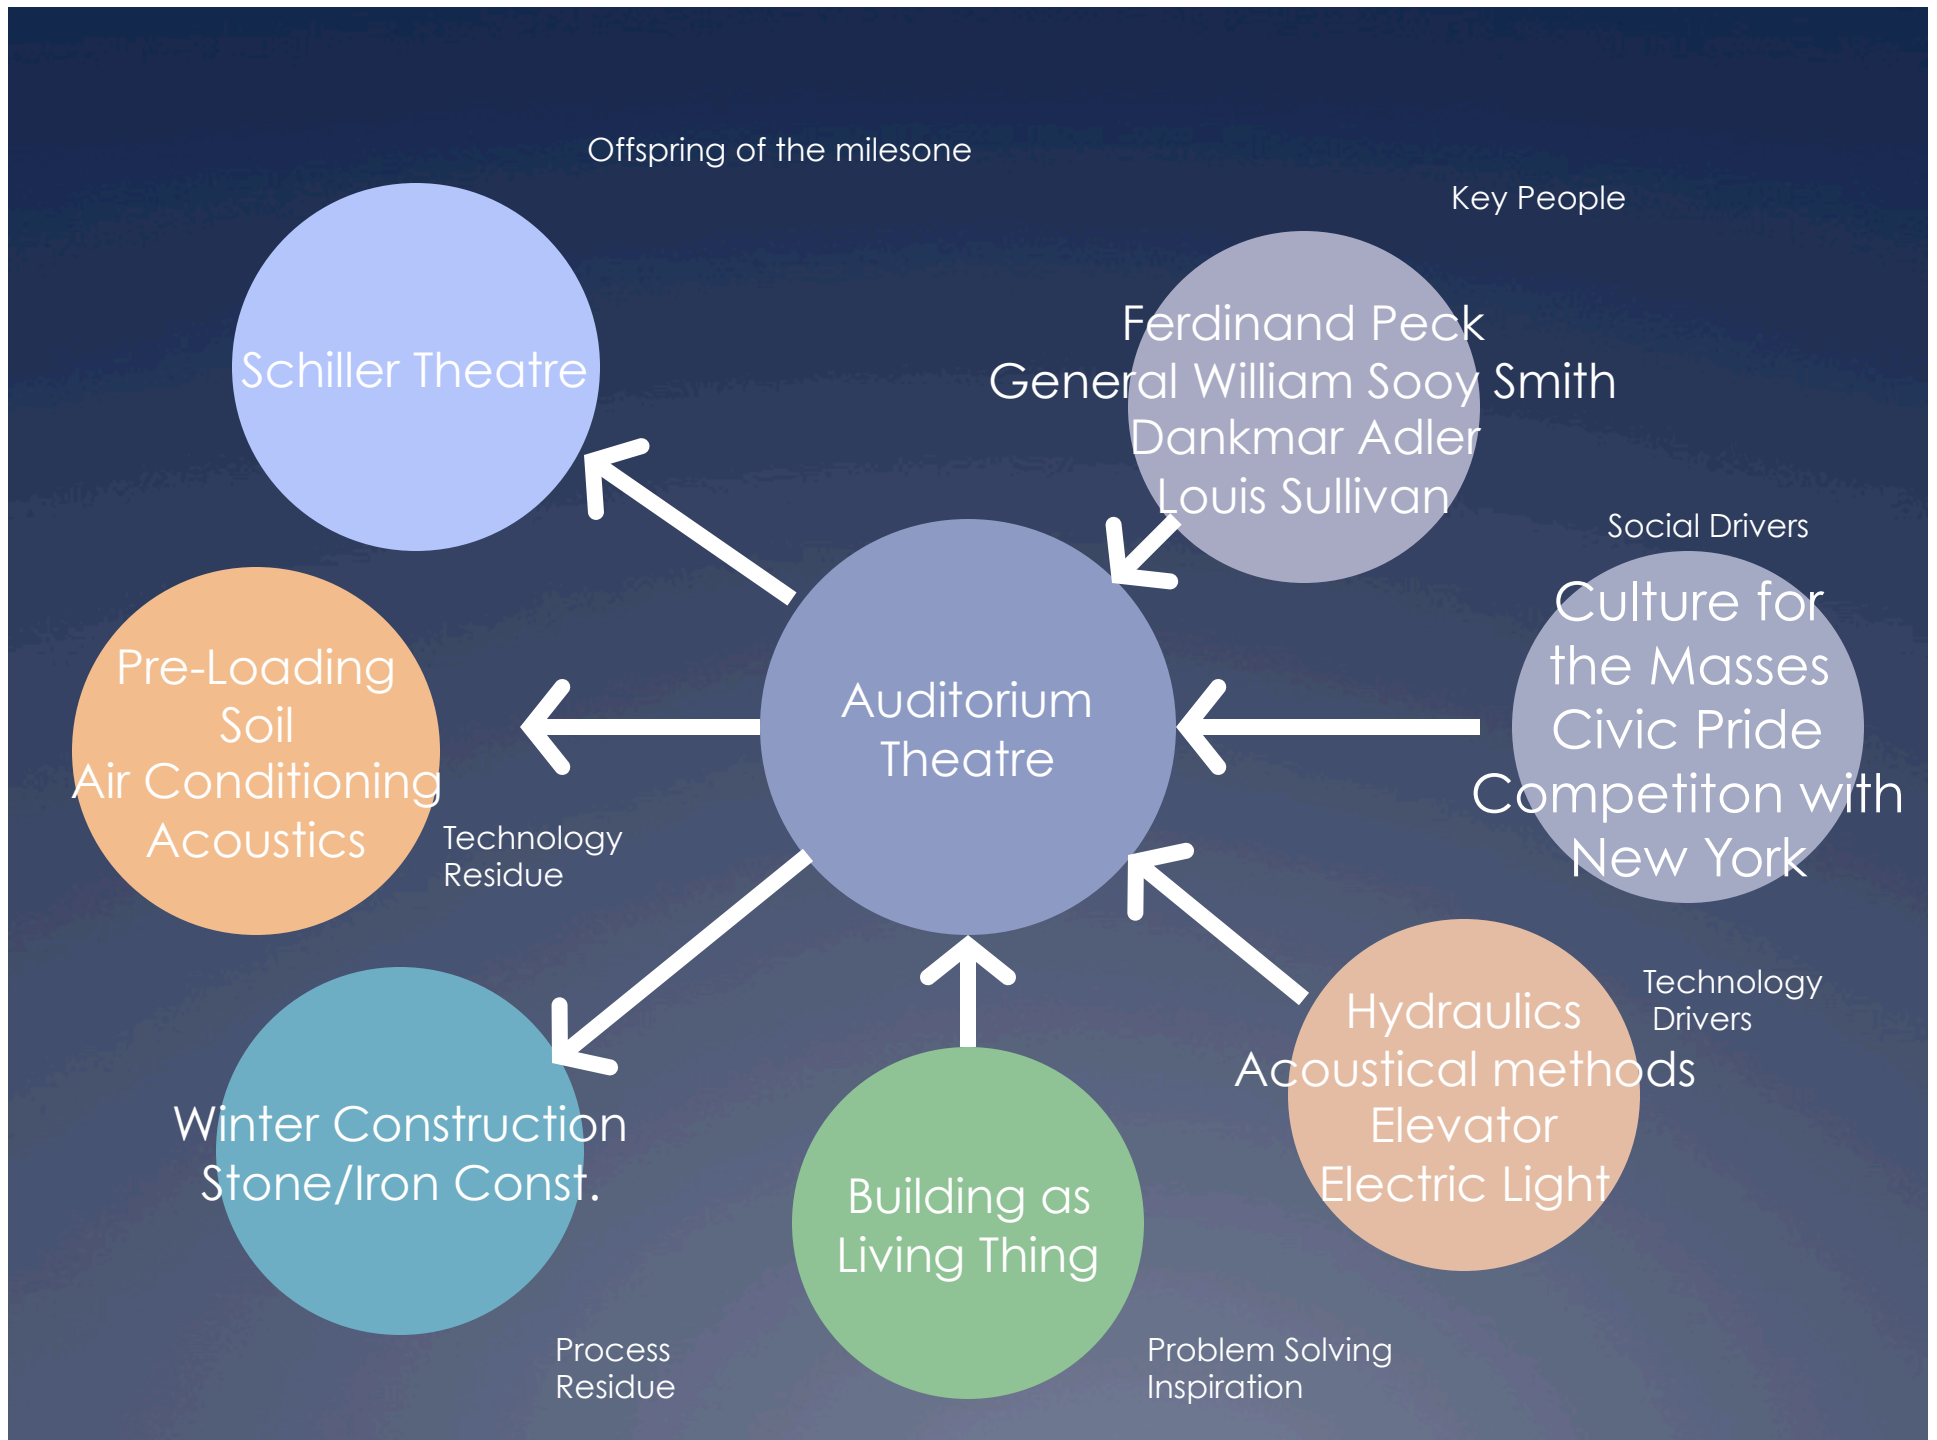 Offspring of the milesone
Key People
Schiller Theatre
Ferdinand Peck
General William Sooy Smith
Dankmar Adler
Louis Sullivan
Social Drivers
Culture for
the Masses
Civic Pride
Competiton with
New York
Auditorium
Theatre
Pre-Loading
Soil
Air Conditioning
Acoustics
Technology
Residue
Technology
Drivers
Hydraulics
Acoustical methods
Elevator
Electric Light
Winter Construction
Stone/Iron Const.
Building as
Living Thing
Process
Residue
Problem Solving
Inspiration